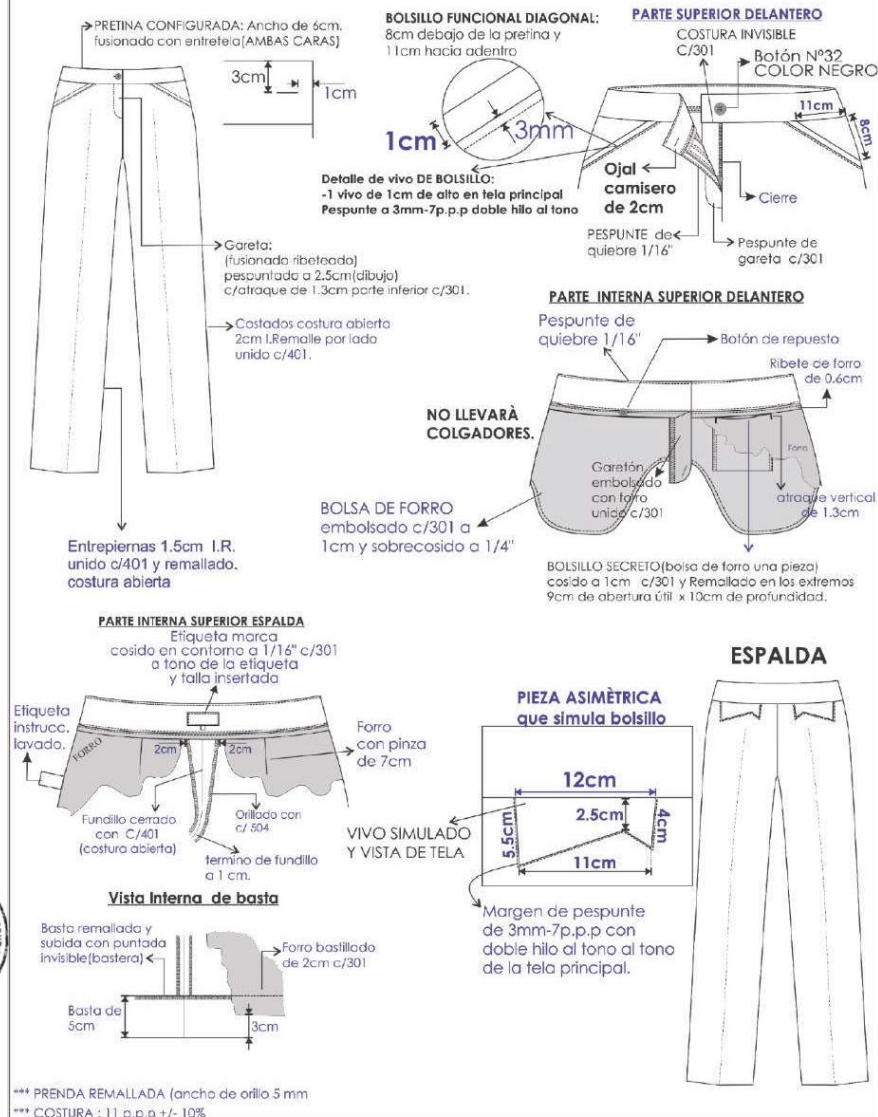 PRETINA CONFIGURADA: Ancho de 6cm.
fusionado con entretela(AMBAS CARAS)
3cm
1cm
BOLSILLO FUNCIONAL DIAGONAL:
8cm debajo de la pretina y
11cm hacia adentro
1cm
3mm
Detalle de vivo DE BOLSILLO:
-1 vivo de 1cm de alto en tela principal
Pespunte a 3mm-7p.p.p doble hilo al tono
PARTE SUPERIOR DELANTERO
COSTURA INVISIBLE
C/301
Botón Nº32
COLOR NEGRO
11cm
8cm
Ojal
camisero
de 2cm
Cierre
PESPUNTE de
quiebre 1/16"
Pespunte de
gareta c/301
Gareta:
(fusionado ribeteado)
pespuntado a 2.5cm(dibujo)
c/atraque de 1.3cm parte inferior c/301.
Costados costura abierta
2cm I.Remalle por lado
unido c/401.
Entrepiernas 1.5cm I.R.
unido c/401 y remallado.
costura abierta
PARTE INTERNA SUPERIOR DELANTERO
Pespunte de
quiebre 1/16"
Botón de repuesto
Ribete de forro
de 0.6cm
NO LLEVARÀ
COLGADORES.
Forro
Garetón
embolsado
con forro
unido c/301
atraque vertical
de 1.3cm
BOLSA DE FORRO
embolsado c/301 a
1cm y sobrecosido a 1/4"
BOLSILLO SECRETO(bolsa de forro una pieza)
cosido a 1cm c/301 y Remallado en los extremos
9cm de abertura útil x 10cm de profundidad.
PARTE INTERNA SUPERIOR ESPALDA
Etiqueta marca
cosido en contorno a 1/16" c/301
a tono de la etiqueta
y talla insertada
Etiqueta
instrucc.
lavado.
FORRO
2cm
2cm
Forro
con pinza
de 7cm
Fundillo cerrado
con C/401
(costura abierta)
Orillado con
c/ 504
termino de fundillo
a 1 cm.
ESPALDA
PIEZA ASIMÈTRICA
que simula bolsillo
12cm
2.5cm
4cm
5.5cm
11cm
VIVO SIMULADO
Y VISTA DE TELA
Margen de pespunte
de 3mm-7p.p.p con
doble hilo al tono al tono
de la tela principal.
Vista Interna de basta
Basta remallada y
subida con puntada
invisible(bastera)
Forro bastillado
de 2cm c/301
Basta de
5cm
3cm
*** PRENDA REMALLADA (ancho de orillo 5 mm
*** COSTURA : 11 p.p.p +/- 10%